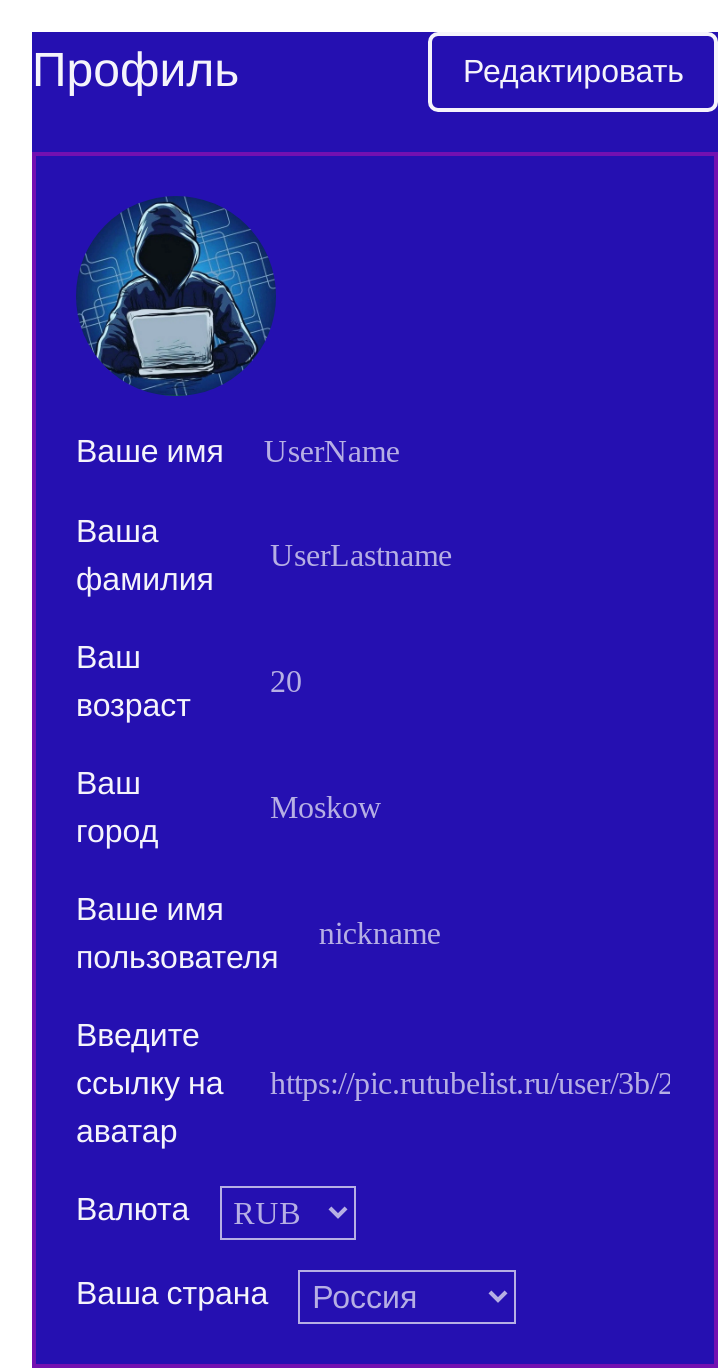 Профиль
Редактировать
Ваше имя
UserName
Ваша
фамилия
UserLastname
Ваш
возраст
20
Ваш
город
Moskow
Ваше имя
пользователя
nickname
Введите
ссылку на
аватар
https://pic.rutubelist.ru/user/3b/2
Валюта
RUB
Ваша страна
Россия